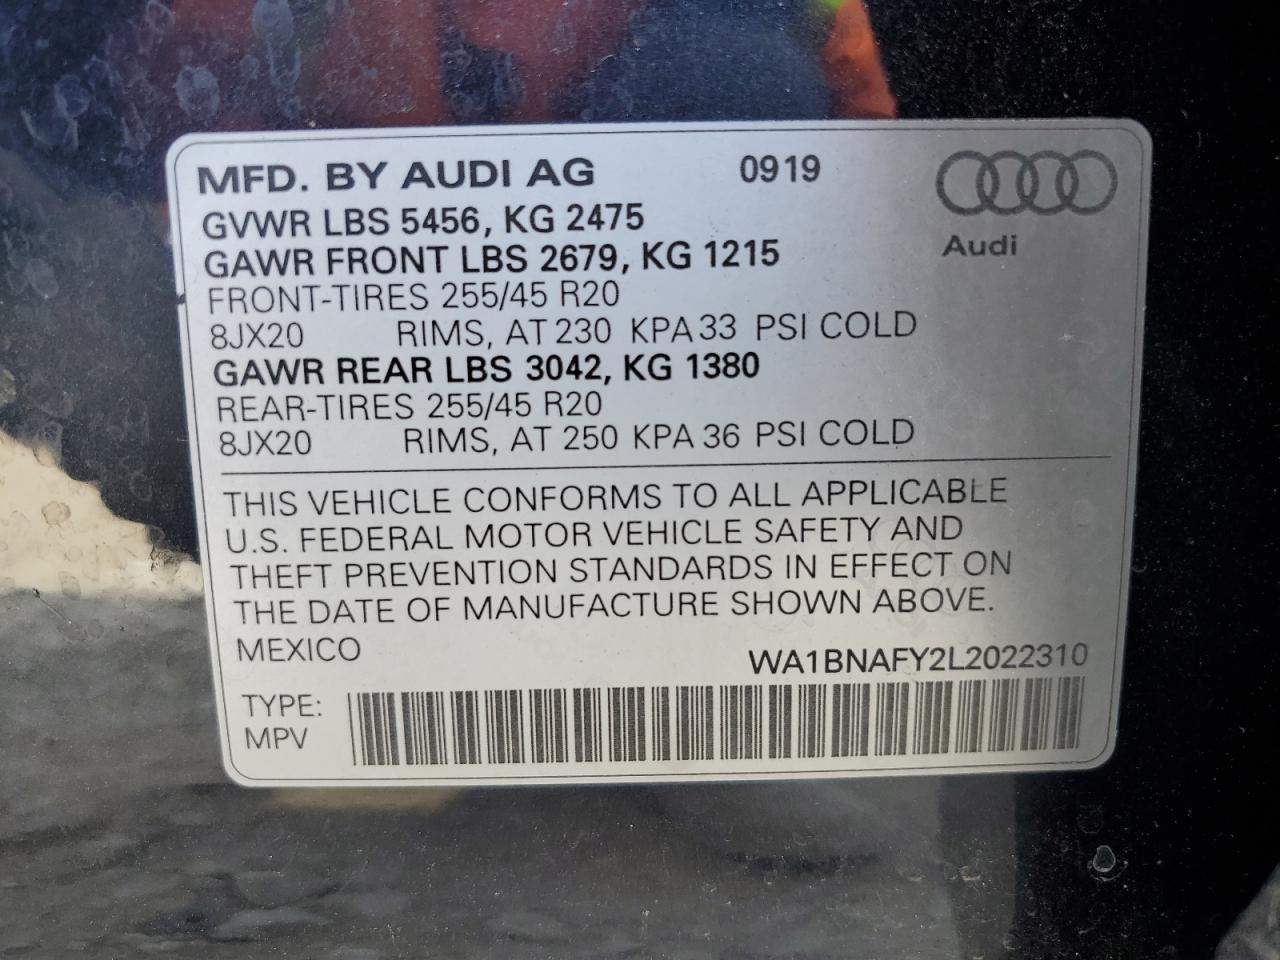 MFD. BY AUDI AG 0919
GVWR LBS 5456, KG 2475
GAWR FRONT LBS 2679, KG 1215
Audi
FRONT-TIRES 255/45 R20
8JX20 RIMS, AT 230 KPA 33 PSI COLD
GAWR REAR LBS 3042, KG 1380
REAR-TIRES 255/45 R20
8JX20 RIMS, AT 250 KPA 36 PSI COLD
THIS VEHICLE CONFORMS TO ALL APPLICABLE
U.S. FEDERAL MOTOR VEHICLE SAFETY AND
THEFT PREVENTION STANDARDS IN EFFECT ON
THE DATE OF MANUFACTURE SHOWN ABOVE.
MEXICO WA1BNAFY2L2022310
TYPE:
MPV